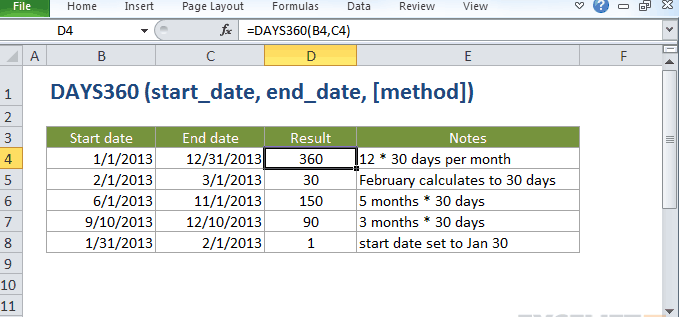 File Home Insert Page Layout Formulas Data Review View
D4 fx =DAYS360(B4,C4)
A B C D E F
1 DAYS360 (start_date, end_date, [method])
2
3 Start date End date Result Notes
4 1/1/2013 12/31/2013 360 12 * 30 days per month
5 2/1/2013 3/1/2013 30 February calculates to 30 days
6 6/1/2013 11/1/2013 150 5 months * 30 days
7 9/10/2013 12/10/2013 90 3 months * 30 days
8 1/31/2013 2/1/2013 1 start date set to Jan 30
9
10
11